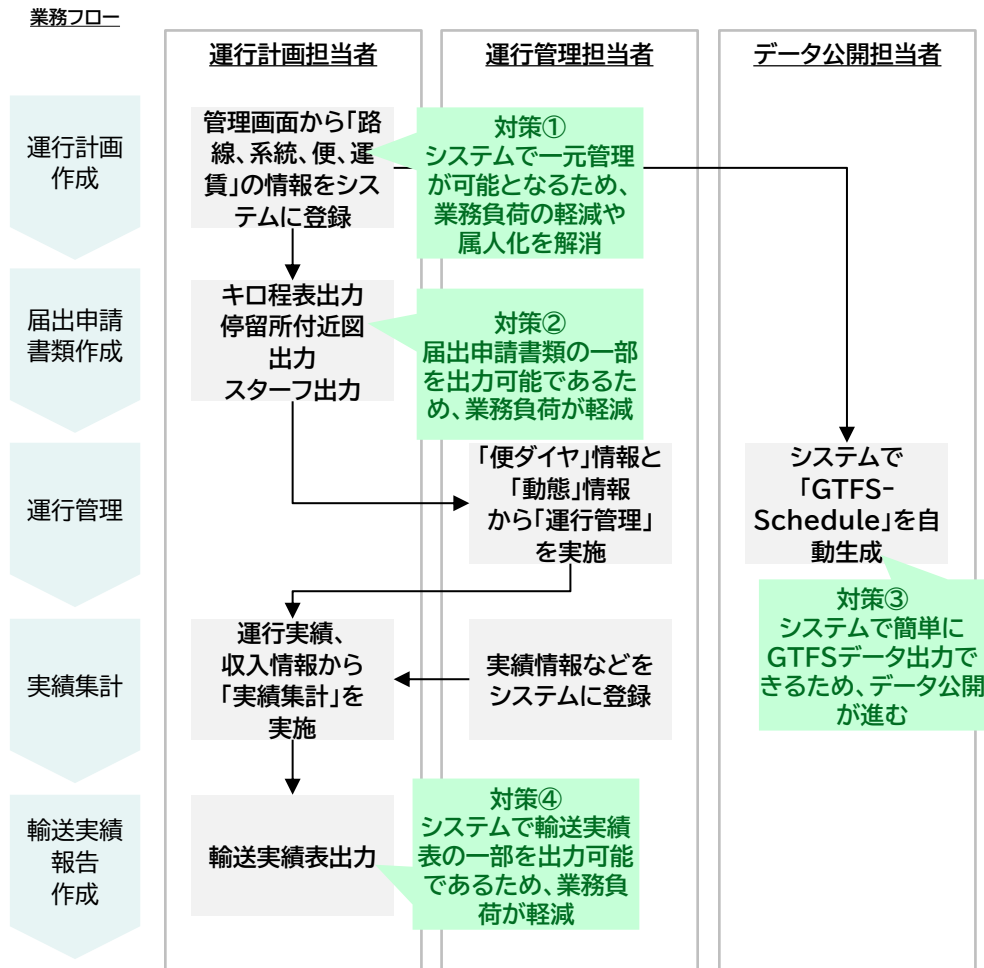 業務フロー
運行計画担当者
運行管理担当者
データ公開担当者
運行計画
作成
管理画面から「路
線、系統、便、運
賃」の情報をシス
テムに登録
対策①
システムで一元管理
が可能となるため、
業務負荷の軽減や
属人化を解消
届出申請
書類作成
キロ程表出力
停留所付近図
出力
スターフ出力
対策②
届出申請書類の一部
を出力可能であるた
め、業務負荷が軽減
運行管理
「便ダイヤ」情報と
「動態」情報
から「運行管理」
を実施
システムで
「GTFS-
Schedule」を自
動生成
対策③
システムで簡単に
GTFSデータ出力で
きるため、データ公開
が進む
実績集計
運行実績、
収入情報から
「実績集計」を
実施
実績情報などを
システムに登録
輸送実績
報告
作成
輸送実績表出力
対策④
システムで輸送実績
表の一部を出力可能
であるため、業務負
荷が軽減